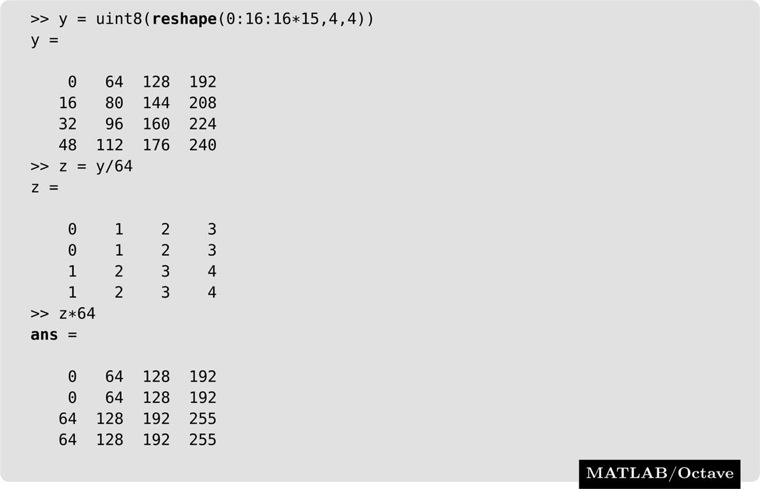 >> y = uint8(reshape(0:16:16*15,4,4))
y =
0 64 128 192
16 80 144 208
32 96 160 224
48 112 176 240
>> z = y/64
z =
0 1 2 3
0 1 2 3
1 2 3 4
1 2 3 4
>> z*64
ans =
0 64 128 192
0 64 128 192
64 128 192 255
64 128 192 255
MATLAB/Octave